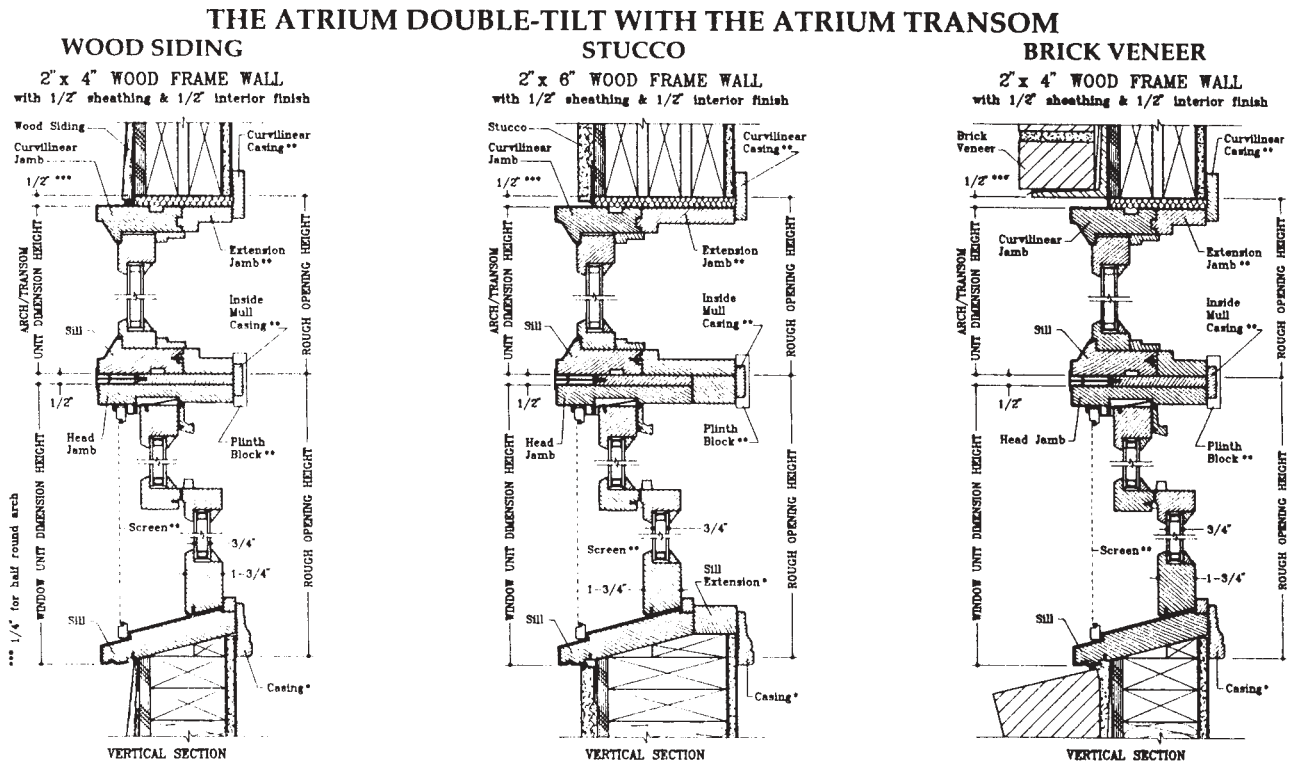 THE ATRIUM DOUBLE-TILT WITH THE ATRIUM TRANSOM
WOOD SIDING
2"x 4" WOOD FRAME WALL
with 1/2" sheathing & 1/2" interior finish
Wood Siding
Curvilinear
Jamb
1/2" ***
Curvilinear
Casing**
Extension
Jamb**
ARCH/TRANSOM
UNIT DIMENSION HEIGHT
ROUGH OPENING HEIGHT
Inside
Mull
Casing**
Sill
1/2"
Head
Jamb
Plinth
Block**
WINDOW UNIT DIMENSION HEIGHT
ROUGH OPENING HEIGHT
Screen**
3/4"
1-3/4"
Sill
Casing*
*** 1/4" for half round arch
VERTICAL SECTION
STUCCO
2"x 6" WOOD FRAME WALL
with 1/2" sheathing & 1/2" interior finish
Stucco
Curvilinear
Jamb
1/2" ***
Curvilinear
Casing**
Extension
Jamb**
ARCH/TRANSOM
UNIT DIMENSION HEIGHT
ROUGH OPENING HEIGHT
Inside
Mull
Casing**
Sill
1/2"
Head
Jamb
Plinth
Block**
WINDOW UNIT DIMENSION HEIGHT
ROUGH OPENING HEIGHT
3/4"
Screen**
Sill
Extension*
1-3/4"
Sill
Casing*
VERTICAL SECTION
BRICK VENEER
2"x 4" WOOD FRAME WALL
with 1/2" sheathing & 1/2" interior finish
Brick
Veneer
1/2" ***
Curvilinear
Casing**
Curvilinear
Jamb
Extension
Jamb**
ARCH/TRANSOM
UNIT DIMENSION HEIGHT
ROUGH OPENING HEIGHT
Inside
Mull
Casing**
Sill
1/2"
Head Jamb
Plinth
Block**
WINDOW UNIT DIMENSION HEIGHT
ROUGH OPENING HEIGHT
3/4"
Screen**
1-3/4"
Sill
Casing*
VERTICAL SECTION